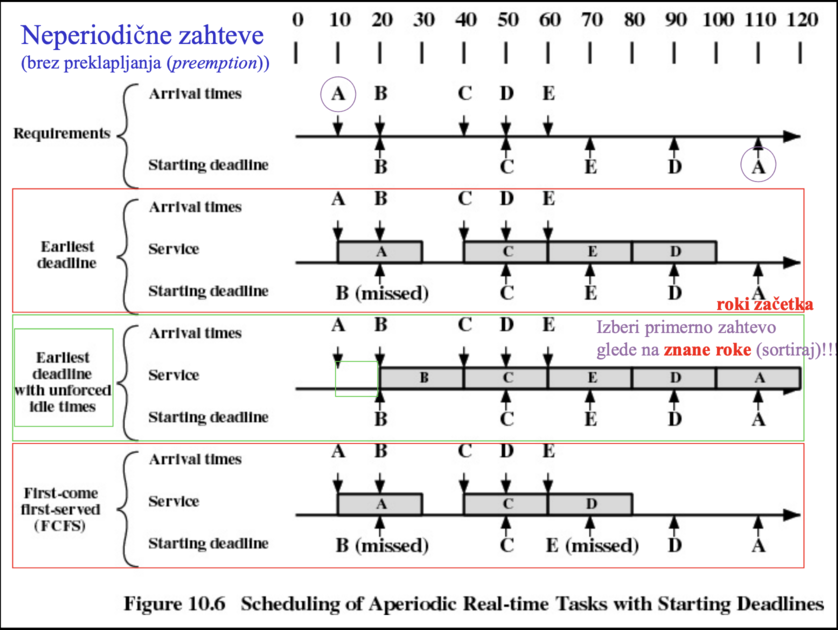 Neperiodične zahteve
(brez preklapljanja (preemption))
0 10 20 30 40 50 60 70 80 90 100 110 120
Requirements
Arrival times
A B C D E
Starting deadline
B C E D A
Earliest
deadline
Arrival times
A B C D E
Service
A C E D
Starting deadline
B (missed) C E D A
roki začetka
Izberi primerno zahtevo
glede na znane roke (sortiraj)!!!
Earliest
deadline
with unforced
idle times
Arrival times
A B C D E
Service
B C E D A
Starting deadline
B C E D A
First-come
first-served
(FCFS)
Arrival times
A B C D E
Service
A C D
Starting deadline
B (missed) C E (missed) D A
Figure 10.6 Scheduling of Aperiodic Real-time Tasks with Starting Deadlines